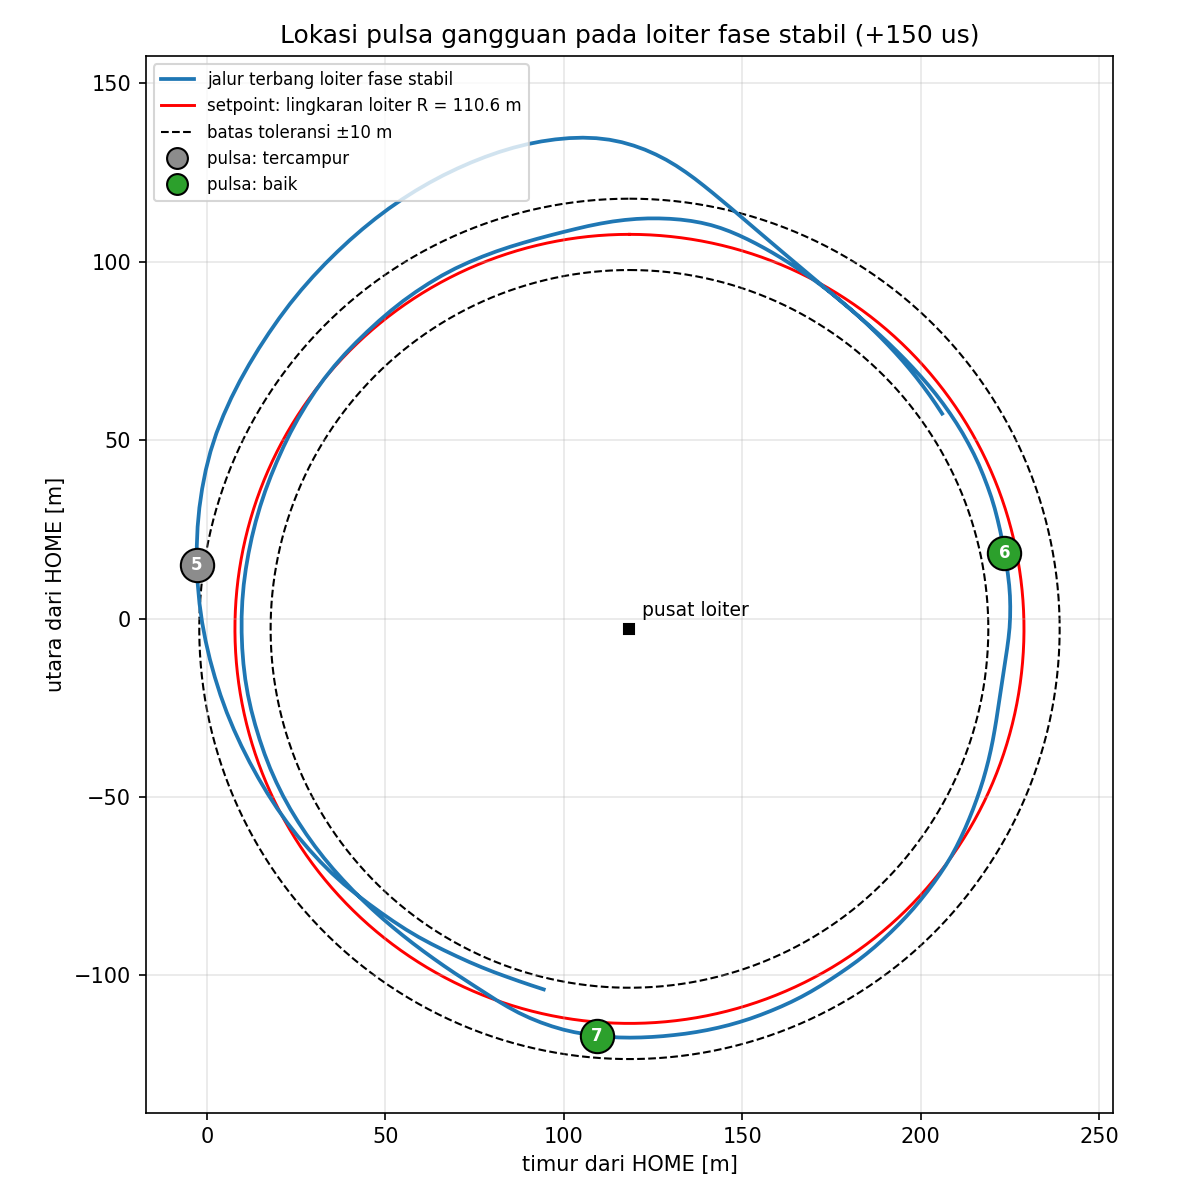 Lokasi pulsa gangguan pada loiter fase stabil (+150 us)
jalur terbang loiter fase stabil
setpoint: lingkaran loiter R = 110.6 m
batas toleransi ±10 m
pulsa: tercampur
pulsa: baik
150
100
50
0
−50
−100
utara dari HOME [m]
5
6
pusat loiter
7
0
50
100
150
200
250
timur dari HOME [m]